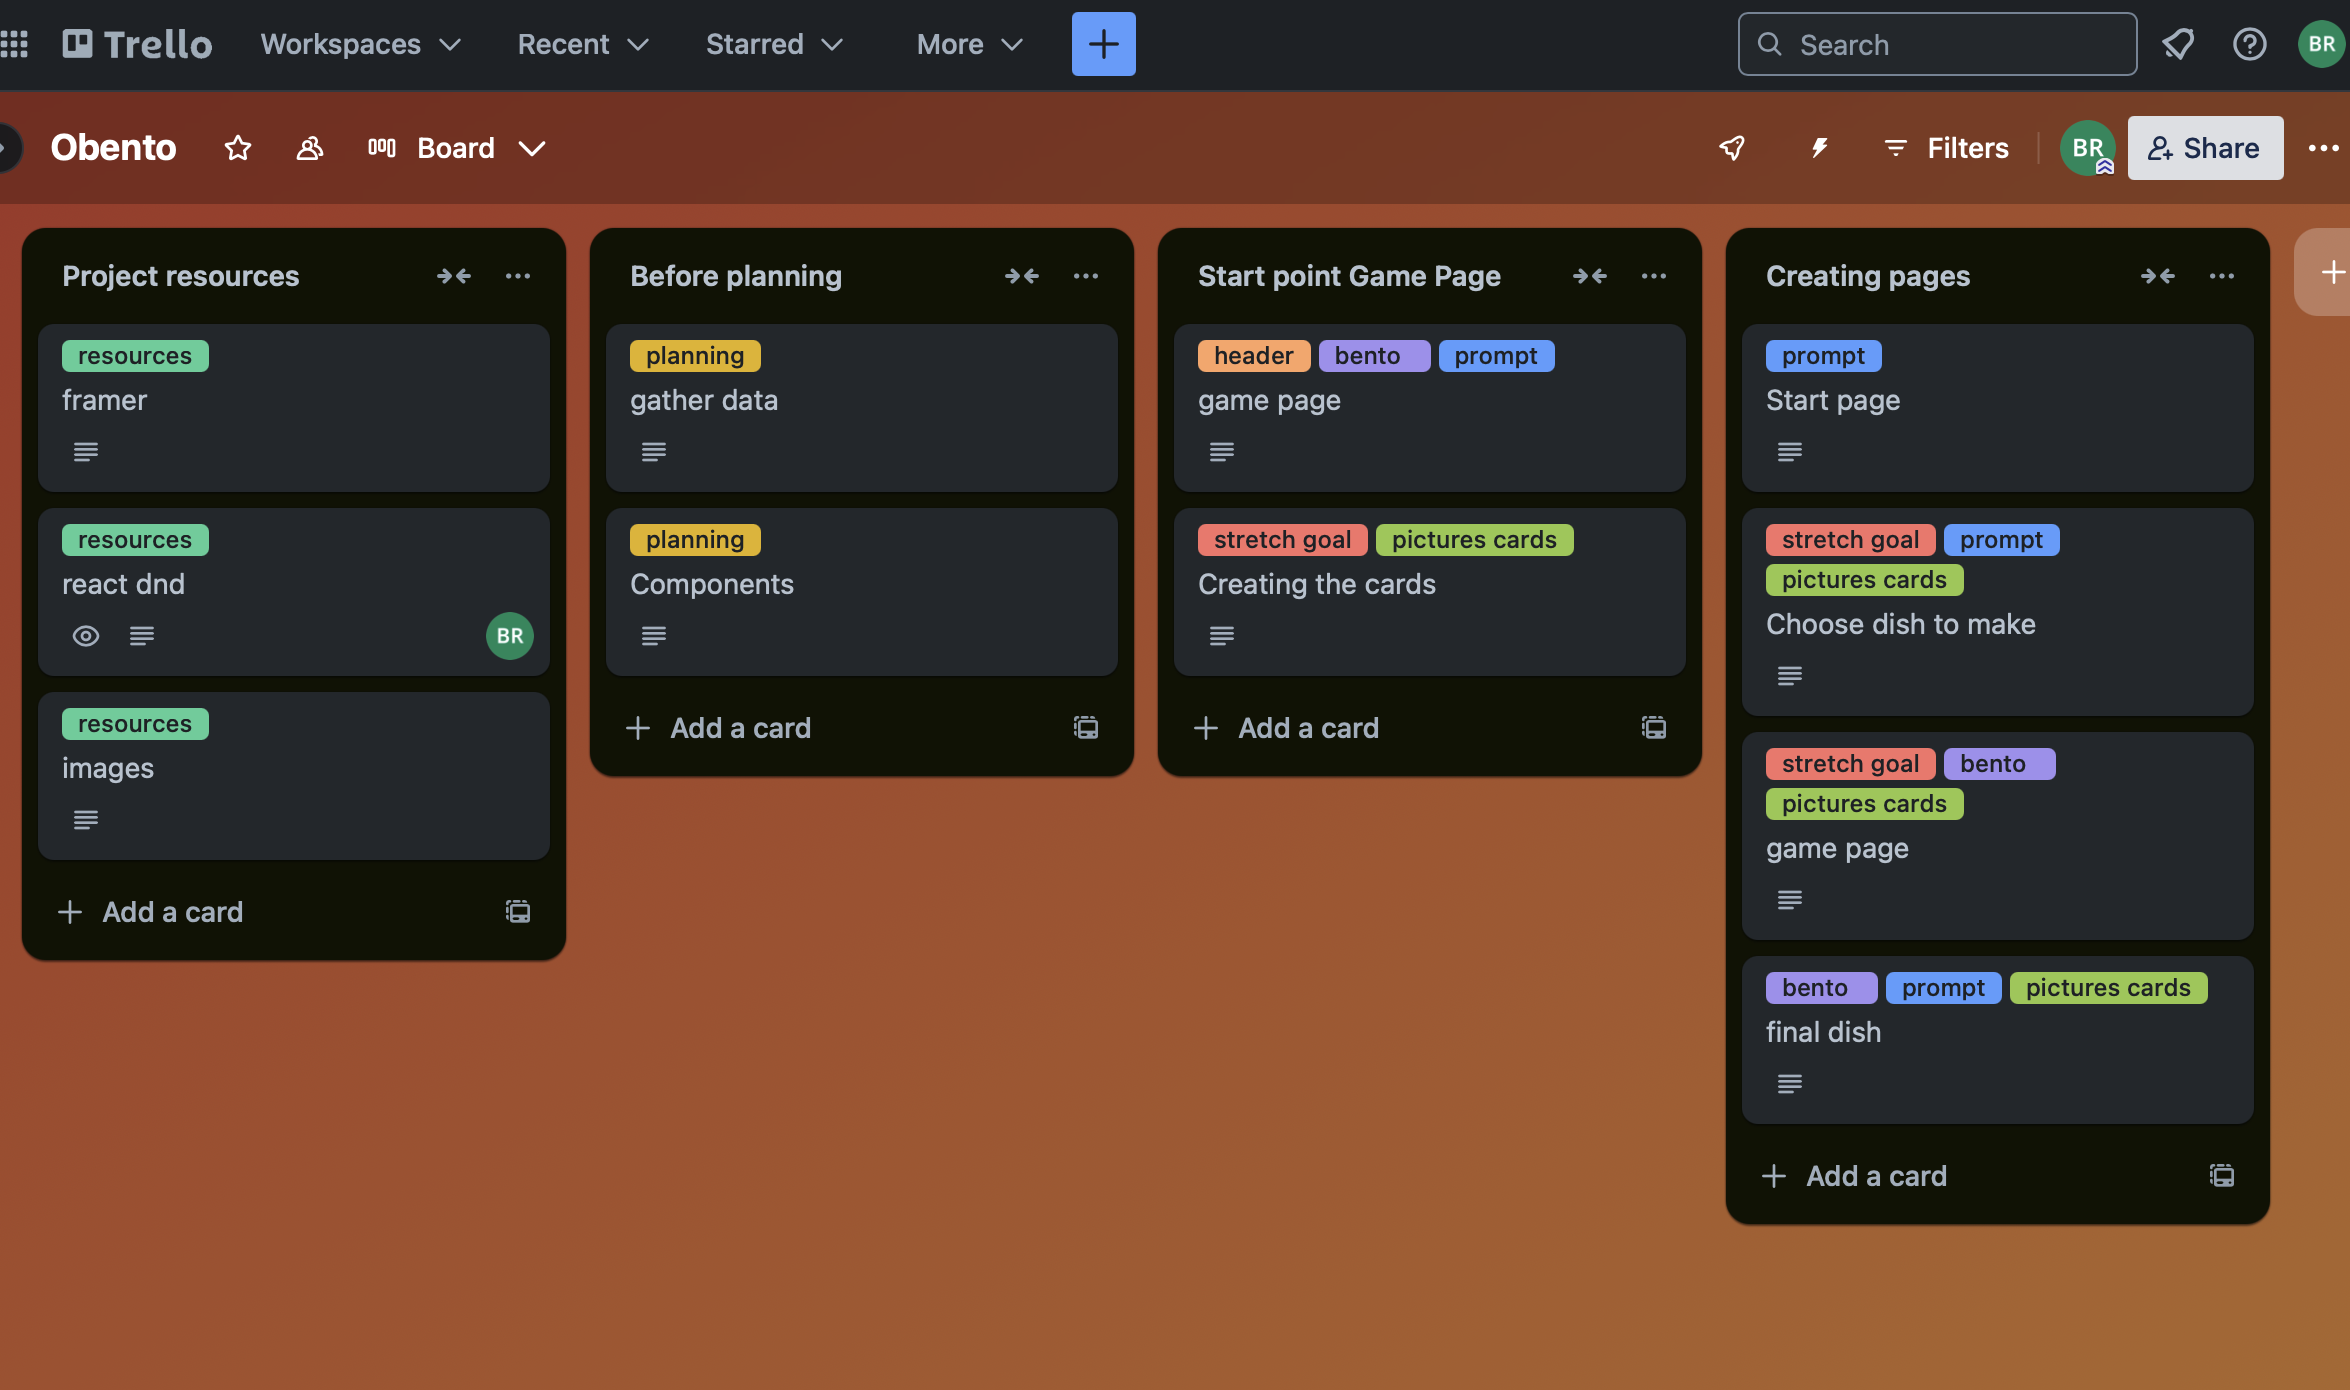 Trello Workspaces Recent Starred More Search BR
Obento Board Filters BR Share
Project resources
resources
framer
resources
react dnd
BR
resources
images
Add a card
Before planning
planning
gather data
planning
Components
Add a card
Start point Game Page
header bento prompt
game page
stretch goal pictures cards
Creating the cards
Add a card
Creating pages
prompt
Start page
stretch goal prompt
pictures cards
Choose dish to make
stretch goal bento
pictures cards
game page
bento prompt pictures cards
final dish
Add a card